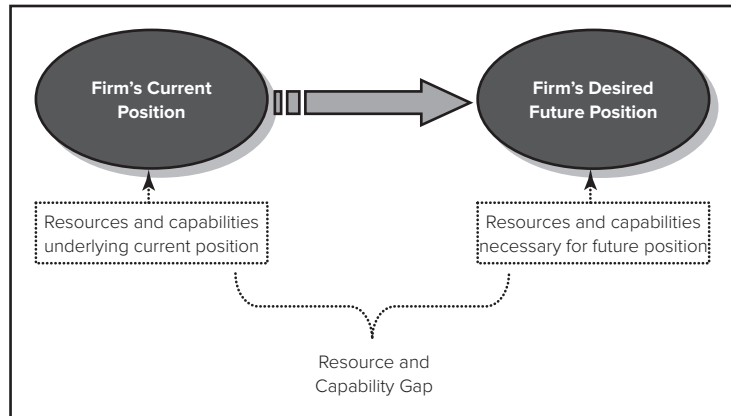 Firm’s Current
Position
Firm’s Desired
Future Position
Resources and capabilities
underlying current position
Resources and capabilities
necessary for future position
Resource and
Capability Gap